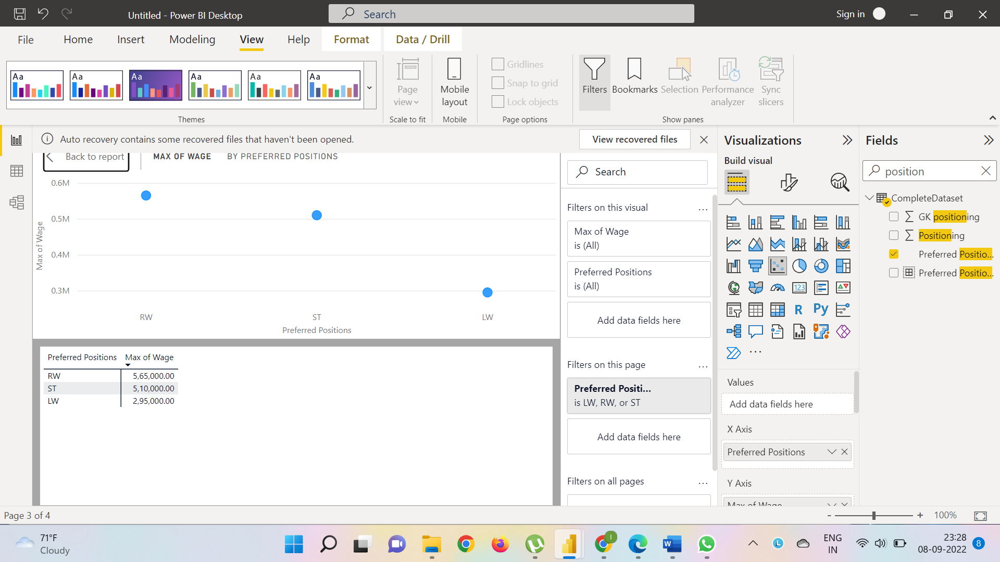 Untitled - Power BI Desktop
Search
Sign in
File
Home
Insert
Modeling
View
Help
Format
Data / Drill
Aa
Aa
Aa
Aa
Aa
Aa
Themes
Page view
Scale to fit
Mobile layout
Mobile
Gridlines
Snap to grid
Lock objects
Page options
Filters
Bookmarks
Selection
Performance analyzer
Sync slicers
Show panes
Auto recovery contains some recovered files that haven't been opened.
View recovered files
Back to report
MAX OF WAGE
BY PREFERRED POSITIONS
0.6M
0.5M
0.4M
0.3M
Max of Wage
RW
ST
LW
Preferred Positions
Preferred Positions Max of Wage
RW 5,65,000.00
ST 5,10,000.00
LW 2,95,000.00
Search
Filters on this visual
...
Max of Wage
is (All)
Preferred Positions
is (All)
Add data fields here
Filters on this page
...
Preferred Positi...
is LW, RW, or ST
Add data fields here
Filters on all pages
...
Visualizations
Build visual
123
R
Py
...
Values
Add data fields here
X Axis
Preferred Positions
Y Axis
Max of Wage
Fields
position
CompleteDataset
GK positioning
Positioning
Preferred Positio...
Preferred Positio...
Page 3 of 4
- + 100%
71°F
Cloudy
L
ENG
IN
23:28
08-09-2022
8